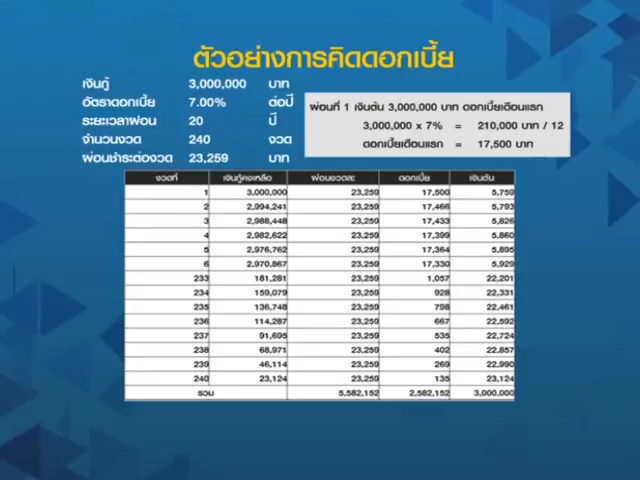 ตัวอย่างการคิดดอกเบี้ย
เงินกู้ 3,000,000 บาท
อัตราดอกเบี้ย 7.00% ต่อปี
ระยะเวลาผ่อน 20 ปี
จำนวนงวด 240 งวด
ผ่อนชำระต่องวด 23,259 บาท
ผ่อนที่ 1 เงินต้น 3,000,000 บาท ดอกเบี้ยเดือนแรก
3,000,000 x 7% = 210,000 บาท / 12
ดอกเบี้ยเดือนแรก = 17,500 บาท
งวดที่ เงินกู้คงเหลือ ผ่อนงวดละ ดอกเบี้ย เงินต้น
1 3,000,000 23,259 17,500 5,759
2 2,994,241 23,259 17,466 5,793
3 2,988,448 23,259 17,433 5,826
4 2,982,622 23,259 17,399 5,860
5 2,976,762 23,259 17,364 5,895
6 2,970,867 23,259 17,330 5,929
233 181,281 23,259 1,057 22,201
234 159,079 23,259 928 22,331
235 136,748 23,259 798 22,461
236 114,287 23,259 667 22,592
237 91,695 23,259 535 22,724
238 68,971 23,259 402 22,857
239 46,114 23,259 269 22,990
240 23,124 23,259 135 23,124
รวม 5,582,152 2,582,152 3,000,000